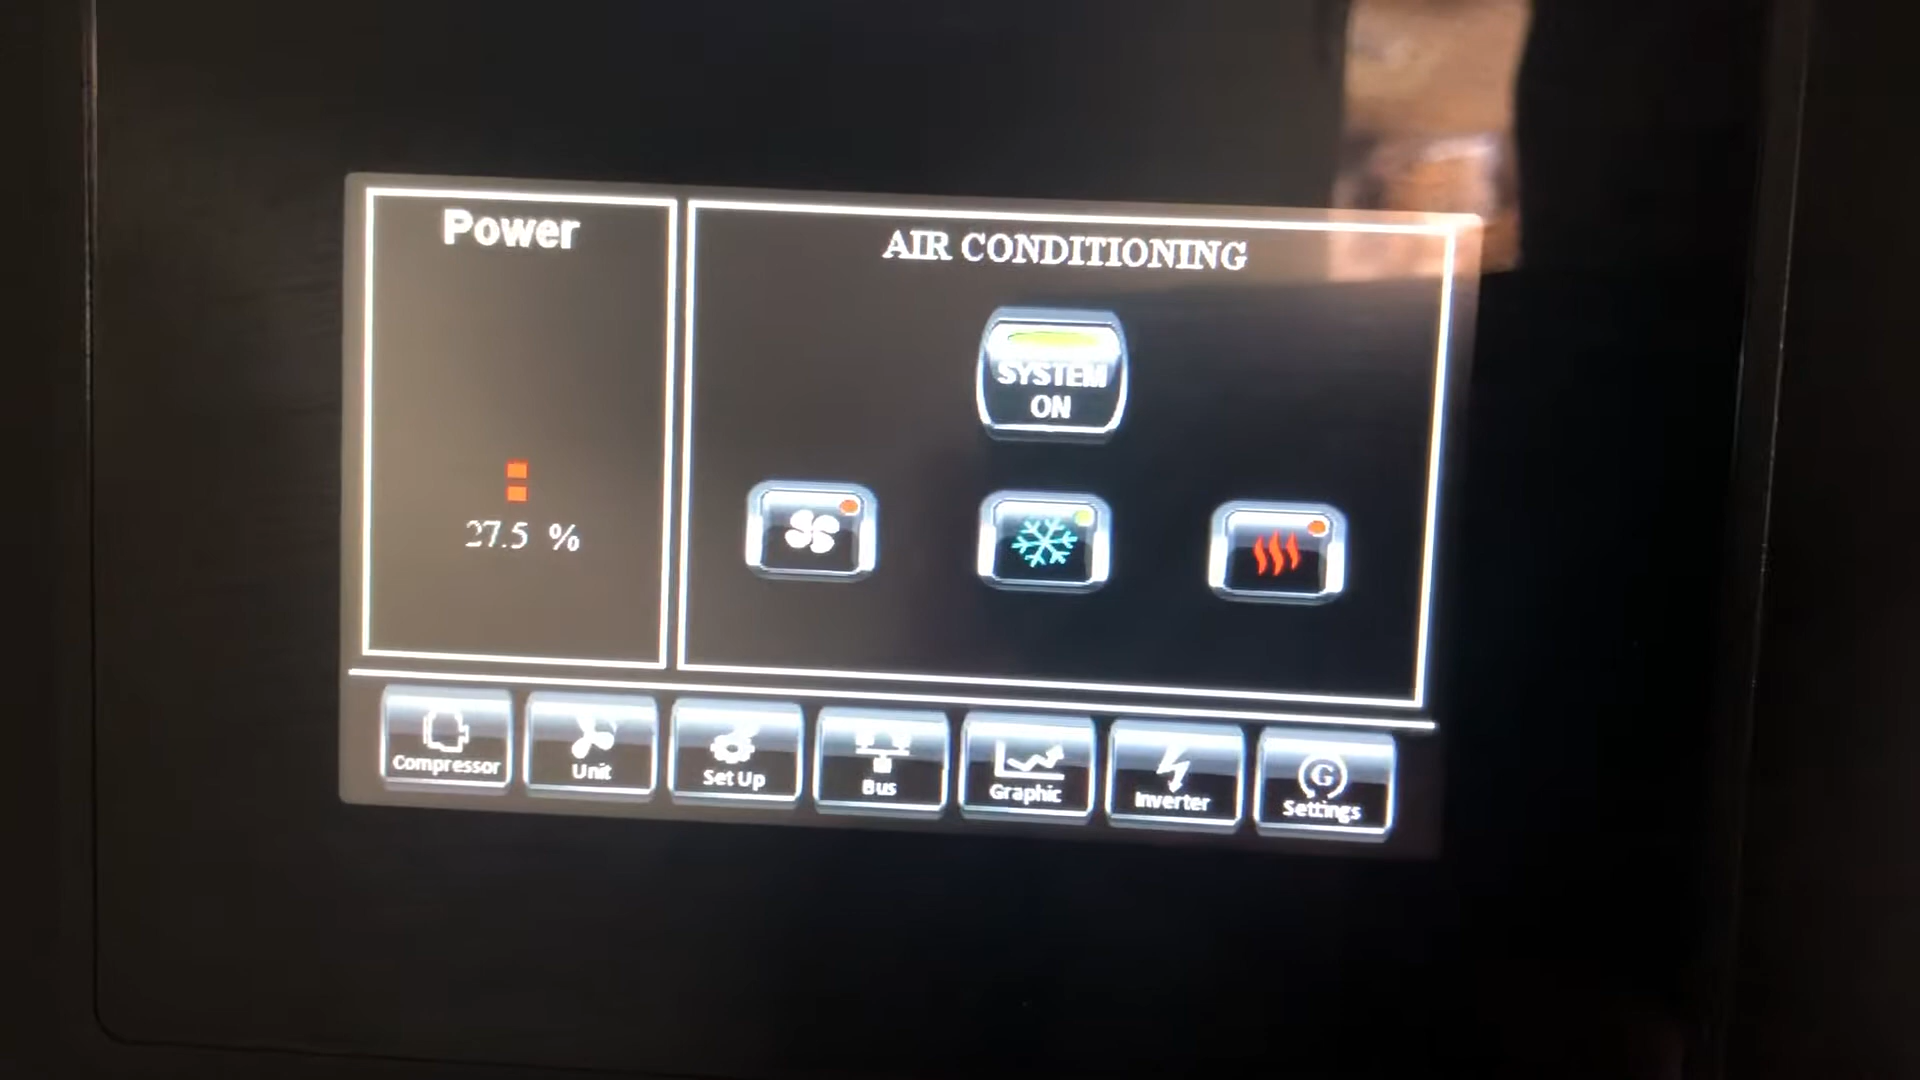 Power
27.5 %
AIR CONDITIONING
SYSTEM
ON
Compressor
Unit
Set Up
Bus
Graphic
Inverter
G
Settings